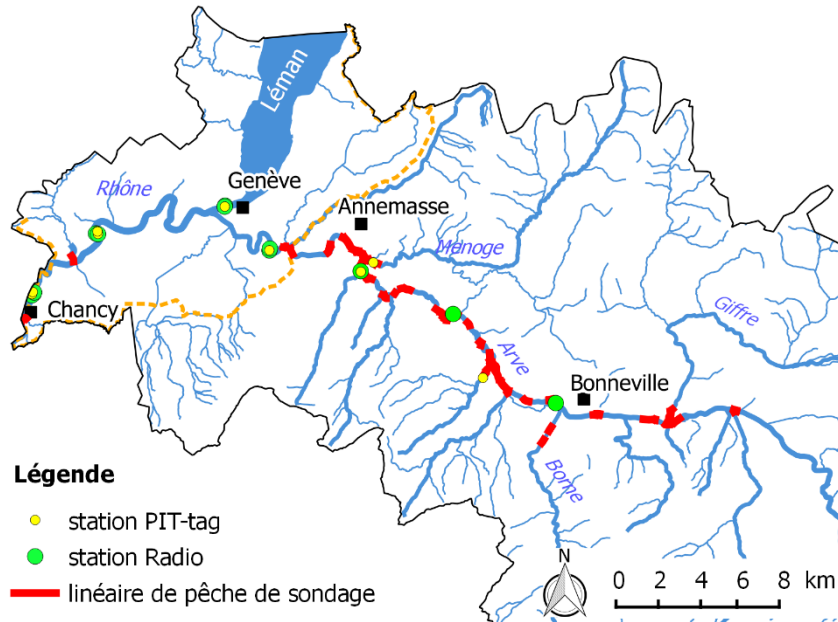 Léman
Rhône
Genève
Annemasse
Manoge
Chancy
Giffre
Arve
Bonneville
Borne
Légende
station PIT-tag
station Radio
linéaire de pêche de sondage
N
0 2 4 6 8 km